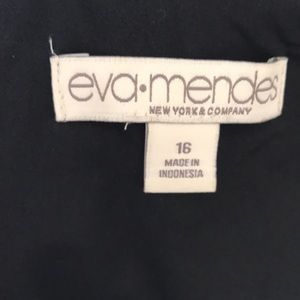 eva•mendes
NEW YORK & COMPANY
16
MADE IN
INDONESIA